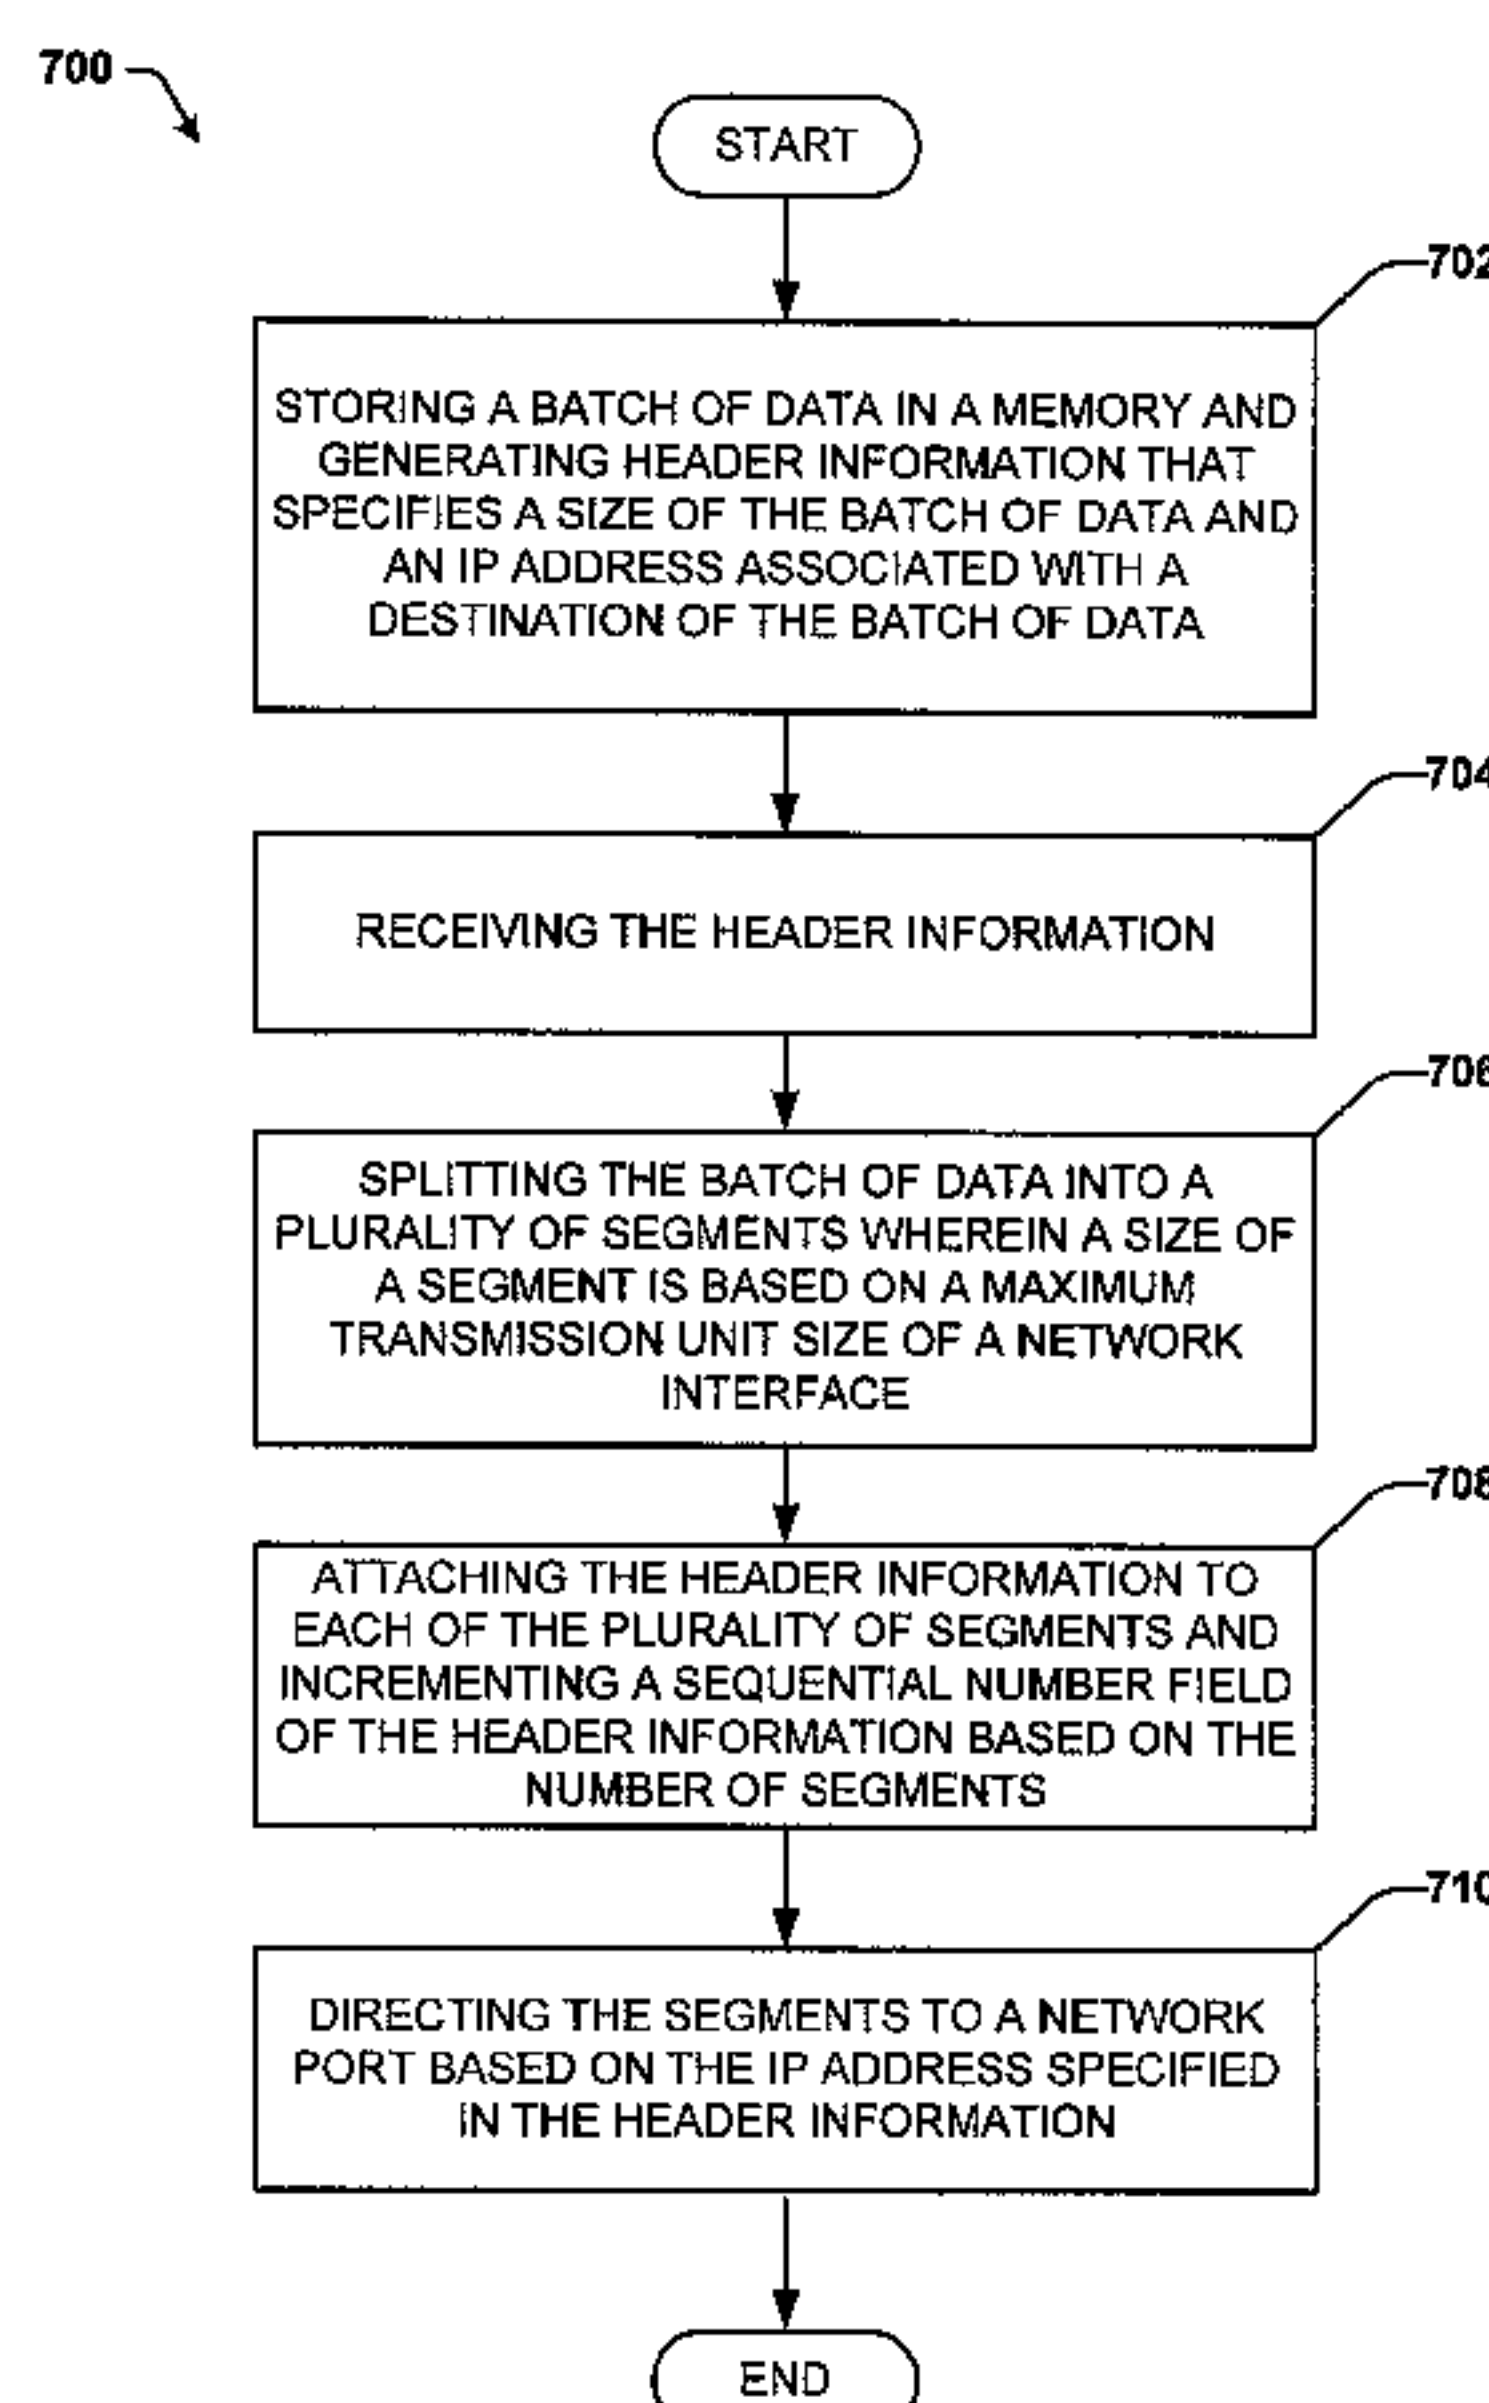 700
START
702
STORING A BATCH OF DATA IN A MEMORY AND
GENERATING HEADER INFORMATION THAT
SPECIFIES A SIZE OF THE BATCH OF DATA AND
AN IP ADDRESS ASSOCIATED WITH A
DESTINATION OF THE BATCH OF DATA
704
RECEIVING THE HEADER INFORMATION
706
SPLITTING THE BATCH OF DATA INTO A
PLURALITY OF SEGMENTS WHEREIN A SIZE OF
A SEGMENT IS BASED ON A MAXIMUM
TRANSMISSION UNIT SIZE OF A NETWORK
INTERFACE
708
ATTACHING THE HEADER INFORMATION TO
EACH OF THE PLURALITY OF SEGMENTS AND
INCREMENTING A SEQUENTIAL NUMBER FIELD
OF THE HEADER INFORMATION BASED ON THE
NUMBER OF SEGMENTS
710
DIRECTING THE SEGMENTS TO A NETWORK
PORT BASED ON THE IP ADDRESS SPECIFIED
IN THE HEADER INFORMATION
END